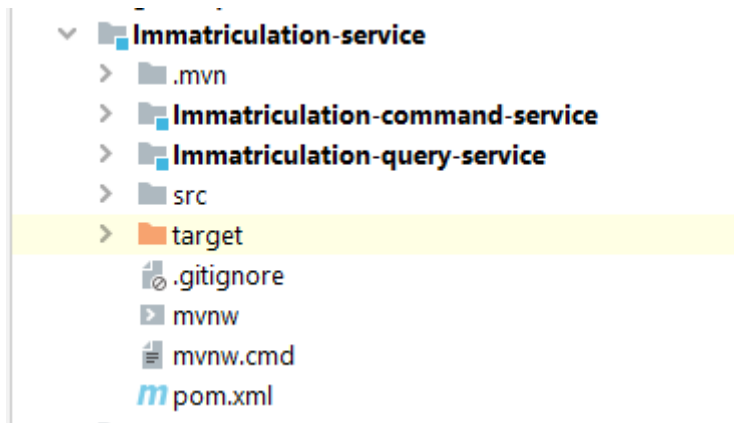 Immatriculation-service
.mvn
Immatriculation-command-service
Immatriculation-query-service
src
target
.gitignore
mvnw
mvnw.cmd
pom.xml